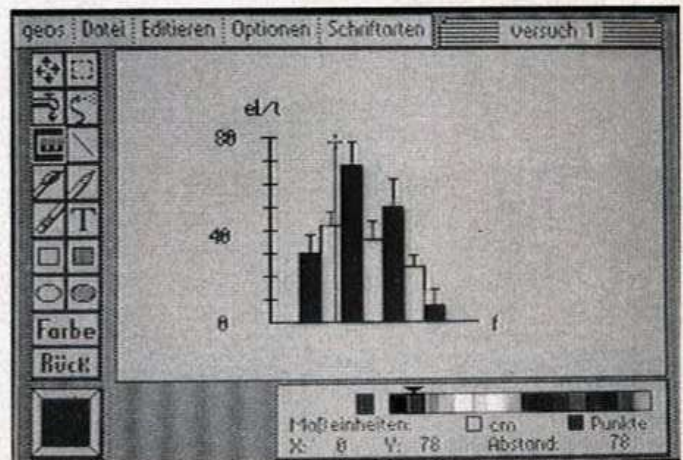 geos Datei Editieren Optionen Schriftarten versuch 1
el/l
80
40
0 f
T
Farbe
Rück
Maßeinheiten: cm Punkte
X: 0 Y: 78 Abstand: 78